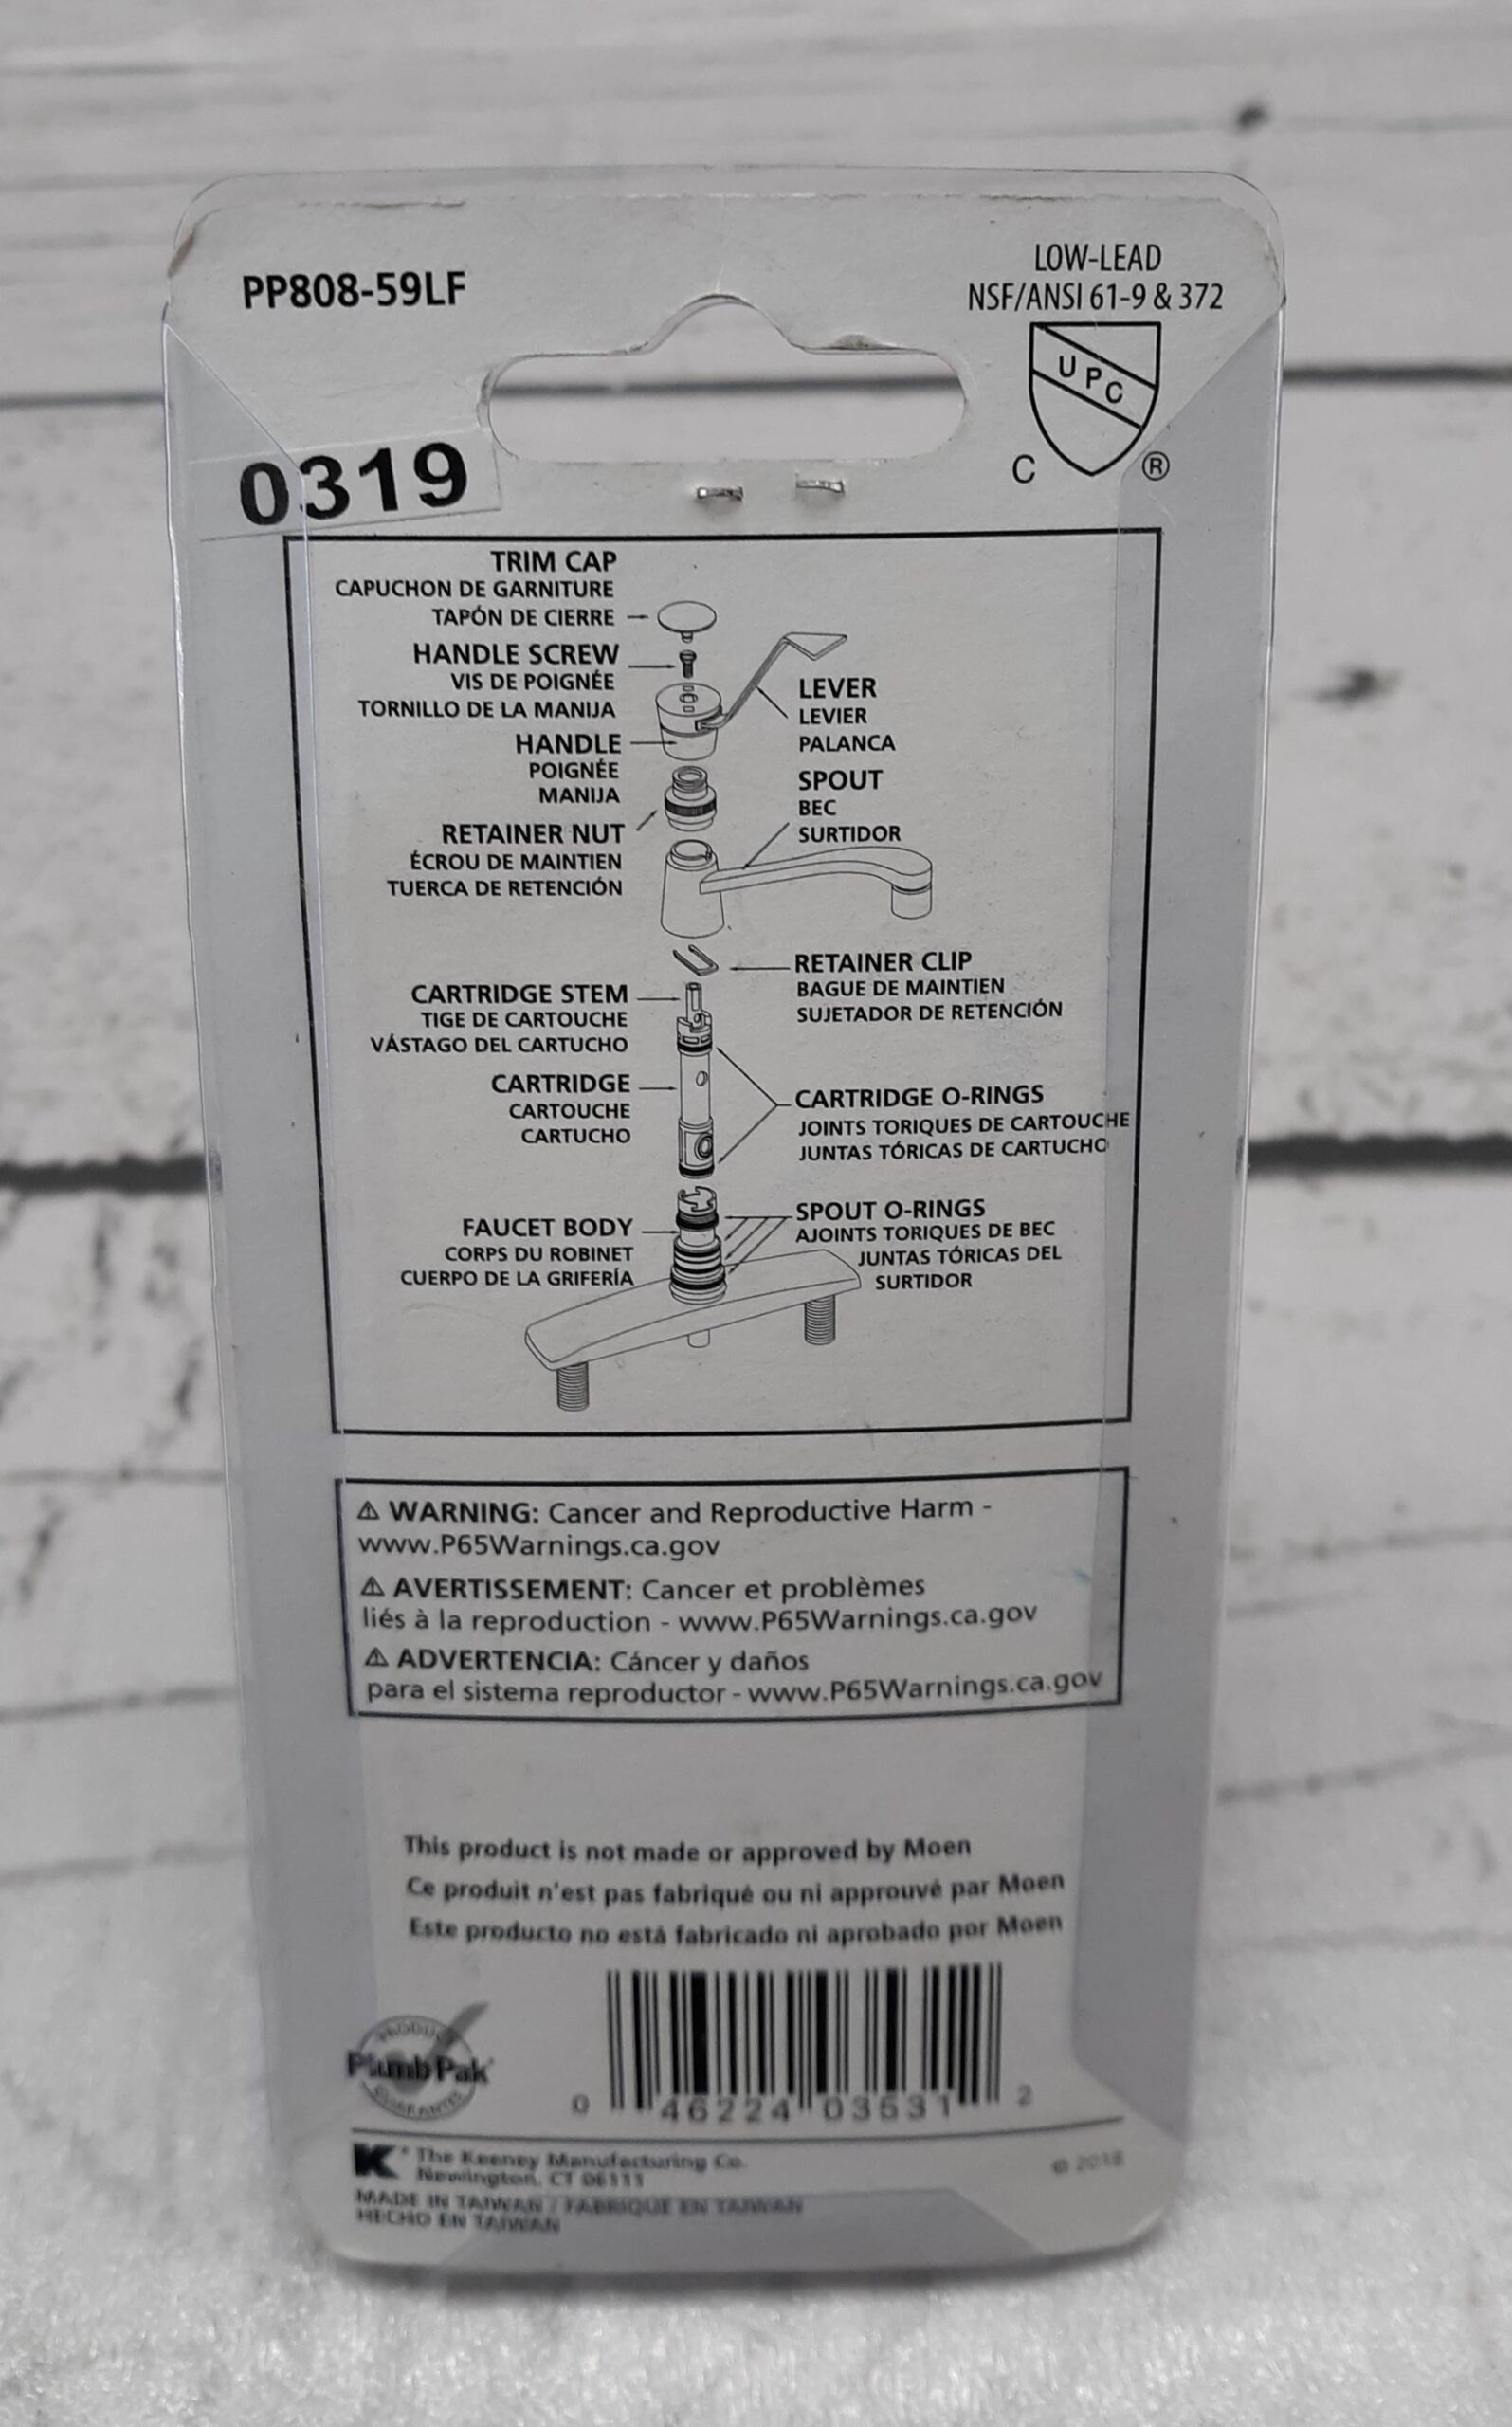 PP808-59LF
LOW-LEAD
NSF/ANSI 61-9 & 372
UPC
C
®
0319
TRIM CAP
CAPUCHON DE GARNITURE
TAPÓN DE CIERRE
HANDLE SCREW
VIS DE POIGNÉE
TORNILLO DE LA MANIJA
LEVER
LEVIER
PALANCA
HANDLE
POIGNÉE
MANIJA
SPOUT
BEC
SURTIDOR
RETAINER NUT
ÉCROU DE MAINTIEN
TUERCA DE RETENCIÓN
RETAINER CLIP
BAGUE DE MAINTIEN
SUJETADOR DE RETENCIÓN
CARTRIDGE STEM
TIGE DE CARTOUCHE
VÁSTAGO DEL CARTUCHO
CARTRIDGE
CARTOUCHE
CARTUCHO
CARTRIDGE O-RINGS
JOINTS TORIQUES DE CARTOUCHE
JUNTAS TÓRICAS DE CARTUCHO
SPOUT O-RINGS
AJOINTS TORIQUES DE BEC
JUNTAS TÓRICAS DEL
SURTIDOR
FAUCET BODY
CORPS DU ROBINET
CUERPO DE LA GRIFERÍA
⚠ WARNING: Cancer and Reproductive Harm -
www.P65Warnings.ca.gov
⚠ AVERTISSEMENT: Cancer et problèmes
liés à la reproduction - www.P65Warnings.ca.gov
⚠ ADVERTENCIA: Cáncer y daños
para el sistema reproductor - www.P65Warnings.ca.gov
This product is not made or approved by Moen
Ce produit n'est pas fabriqué ou ni approuvé par Moen
Este producto no está fabricado ni aprobado por Moen
PRODUCT
PlumbPak
GUARANTEE
0 46224 03531 2
K® The Keeney Manufacturing Co.
Newington, CT 06111
© 2018
MADE IN TAIWAN / FABRIQUÉ EN TAIWAN
HECHO EN TAIWAN